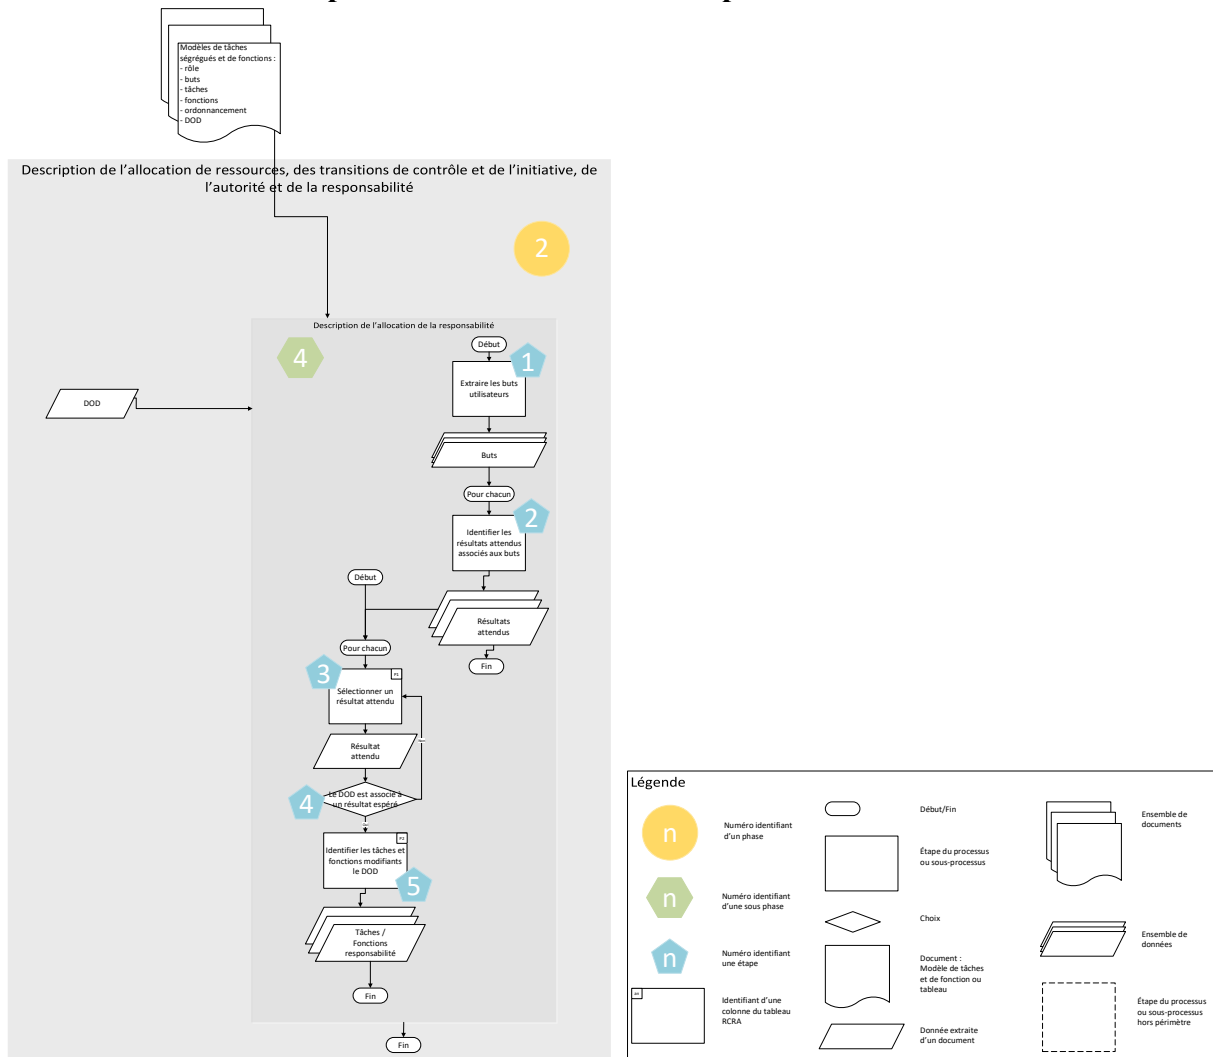 Modèles de tâches
ségrégués et de fonctions :
- rôle
- buts
- tâches
- fonctions
- ordonnancement
- DOD
Description de l'allocation de ressources, des transitions de contrôle et de l'initiative, de
l'autorité et de la responsabilité
2
Description de l'allocation de la responsabilité
4
Début
1
Extraire les buts
utilisateurs
DOD
Buts
Pour chacun
2
Identifier les
résultats attendus
associés aux buts
Début
Résultats
attendus
Pour chacun
Fin
3
P1
Sélectionner un
résultat attendu
Résultat
attendu
4
Le DOD est associé à
un résultat espéré
P2
Identifier les tâches et
fonctions modifiants
le DOD
5
Tâches /
Fonctions
responsabilité
Fin
Fin
Légende
n
Numéro identifiant
d'un phase
Début/Fin
Ensemble de
documents
Étape du processus
ou sous-processus
n
Numéro identifiant
d'une sous phase
Choix
Ensemble de
données
n
Numéro identifiant
une étape
Document :
Modèle de tâches
et de fonction ou
tableau
Identifiant d'une
colonne du tableau
RCRA
Étape du processus
ou sous-processus
hors périmètre
Donnée extraite
d'un document